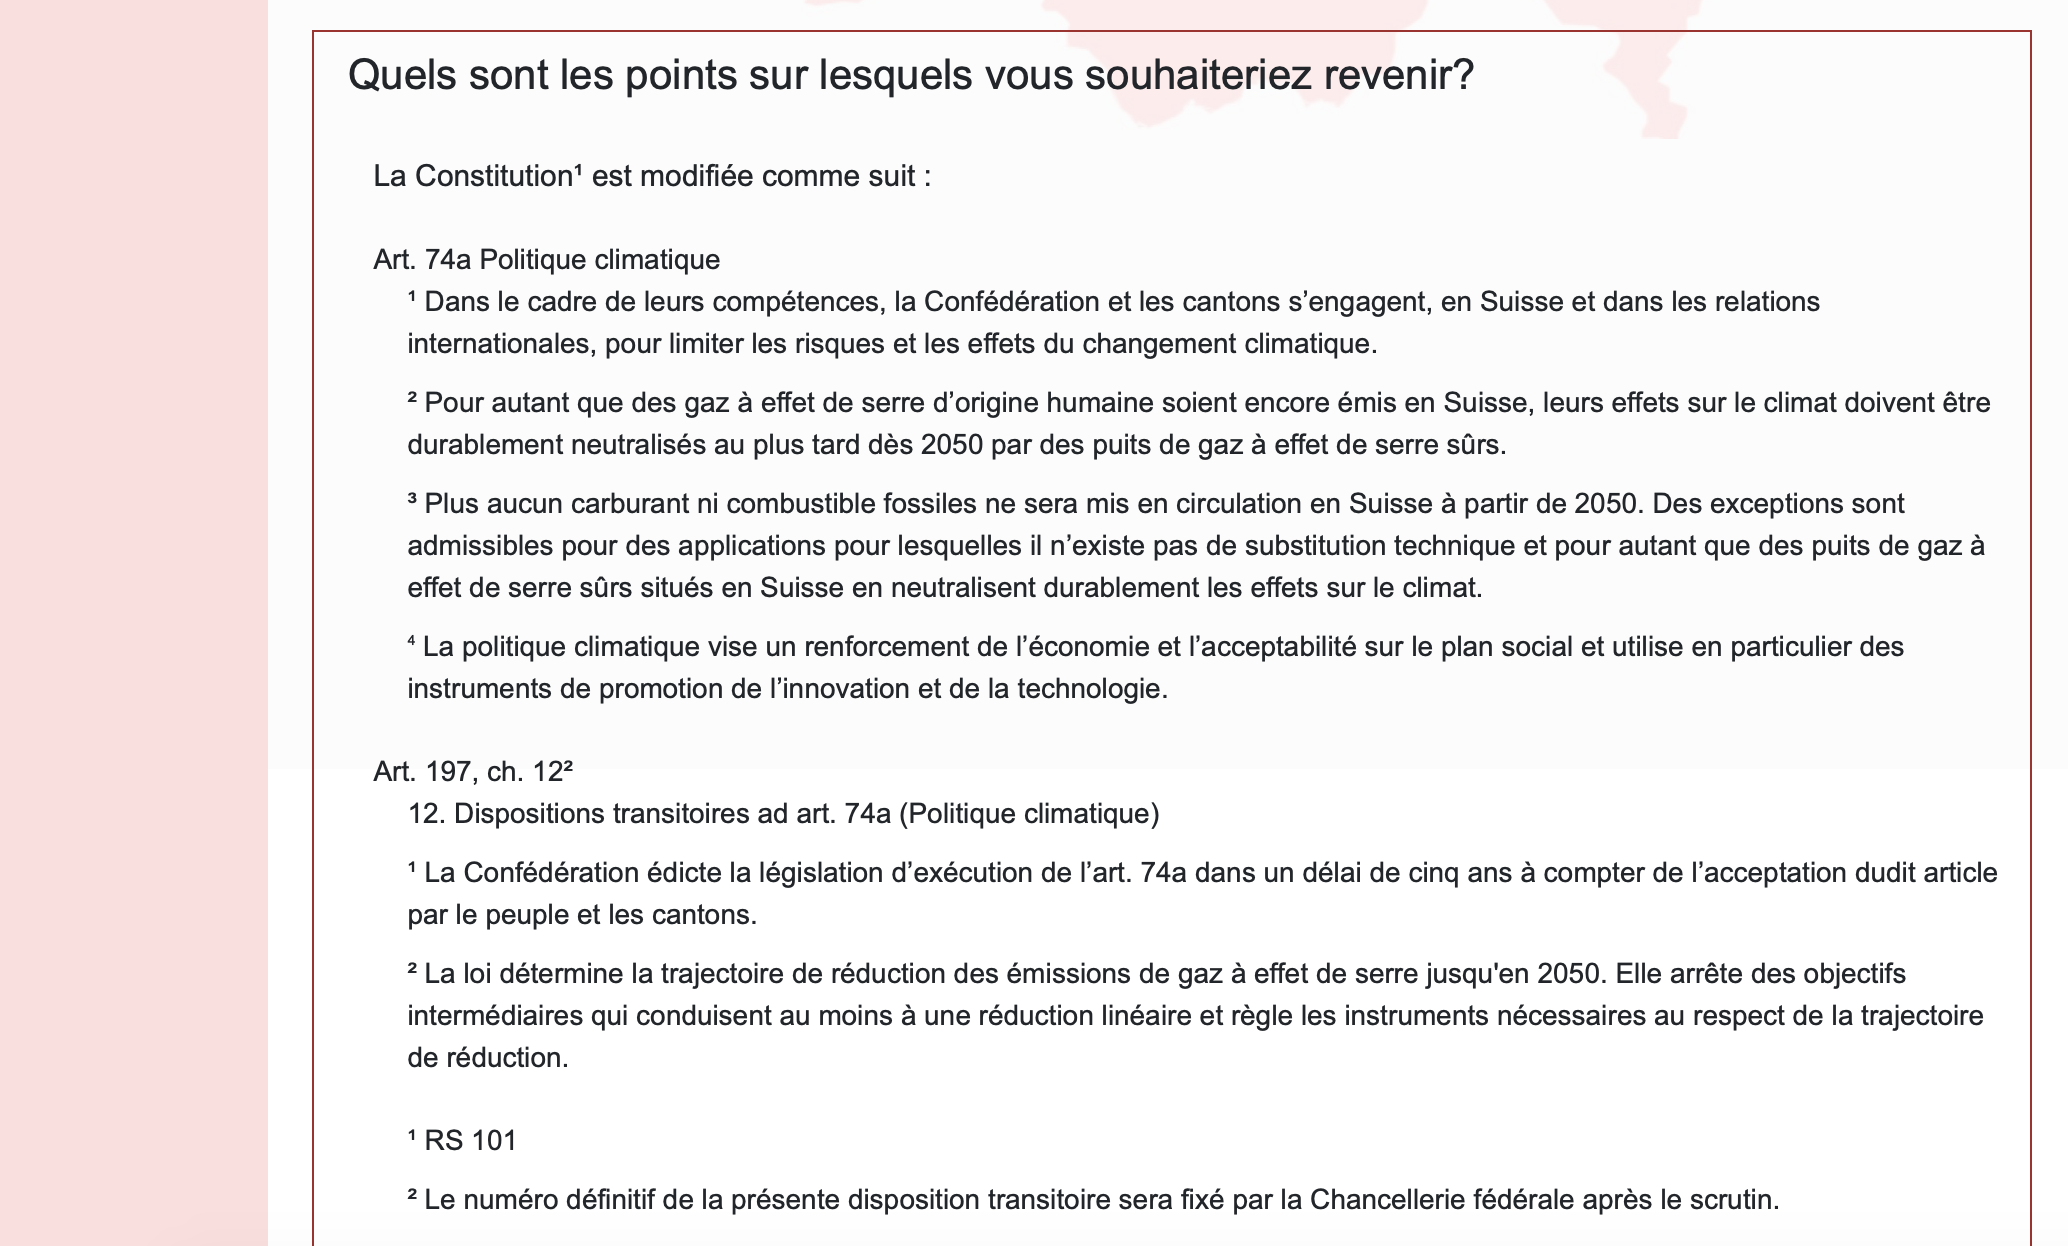 Quels sont les points sur lesquels vous souhaiteriez revenir?
La Constitution¹ est modifiée comme suit :
Art. 74a Politique climatique
¹ Dans le cadre de leurs compétences, la Confédération et les cantons s’engagent, en Suisse et dans les relations
internationales, pour limiter les risques et les effets du changement climatique.
² Pour autant que des gaz à effet de serre d’origine humaine soient encore émis en Suisse, leurs effets sur le climat doivent être
durablement neutralisés au plus tard dès 2050 par des puits de gaz à effet de serre sûrs.
³ Plus aucun carburant ni combustible fossiles ne sera mis en circulation en Suisse à partir de 2050. Des exceptions sont
admissibles pour des applications pour lesquelles il n’existe pas de substitution technique et pour autant que des puits de gaz à
effet de serre sûrs situés en Suisse en neutralisent durablement les effets sur le climat.
⁴ La politique climatique vise un renforcement de l’économie et l’acceptabilité sur le plan social et utilise en particulier des
instruments de promotion de l’innovation et de la technologie.
Art. 197, ch. 12²
12. Dispositions transitoires ad art. 74a (Politique climatique)
¹ La Confédération édicte la législation d’exécution de l’art. 74a dans un délai de cinq ans à compter de l’acceptation dudit article
par le peuple et les cantons.
² La loi détermine la trajectoire de réduction des émissions de gaz à effet de serre jusqu'en 2050. Elle arrête des objectifs
intermédiaires qui conduisent au moins à une réduction linéaire et règle les instruments nécessaires au respect de la trajectoire
de réduction.
¹ RS 101
² Le numéro définitif de la présente disposition transitoire sera fixé par la Chancellerie fédérale après le scrutin.